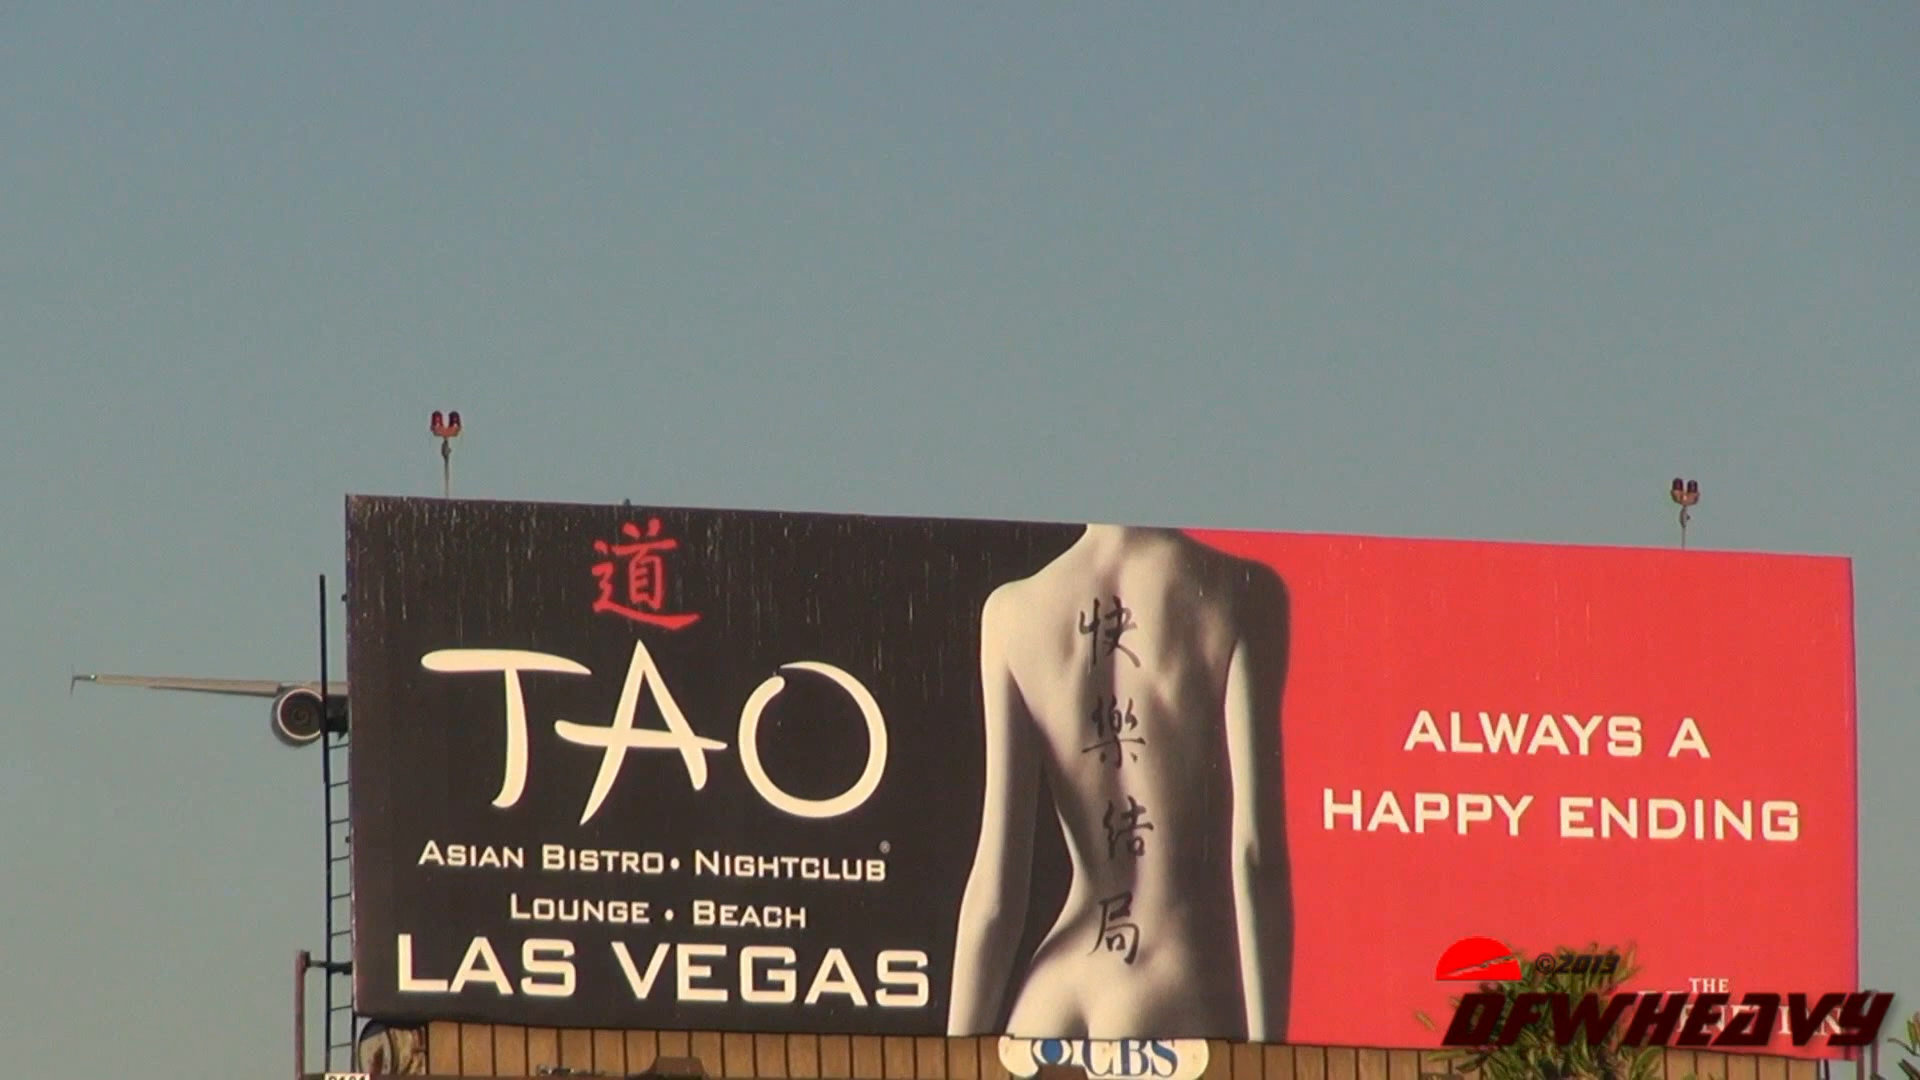 道
TAO
ASIAN BISTRO • NIGHTCLUB®
LOUNGE • BEACH
LAS VEGAS
快
樂
结
局
ALWAYS A
HAPPY ENDING
THE
CBS
©2013
DFWHEAVY